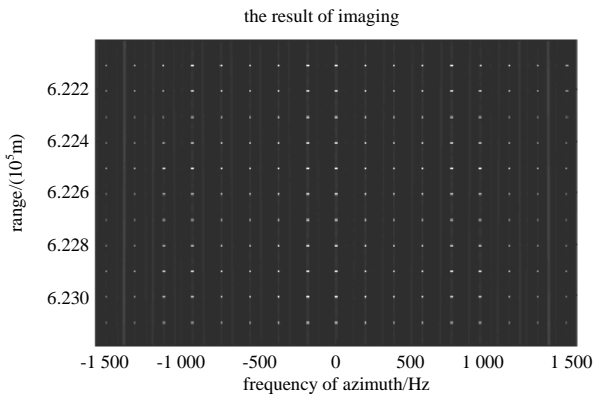 the result of imaging
6.222
6.224
6.226
6.228
6.230
range/(10⁵m)
-1 500 -1 000 -500 0 500 1 000 1 500
frequency of azimuth/Hz